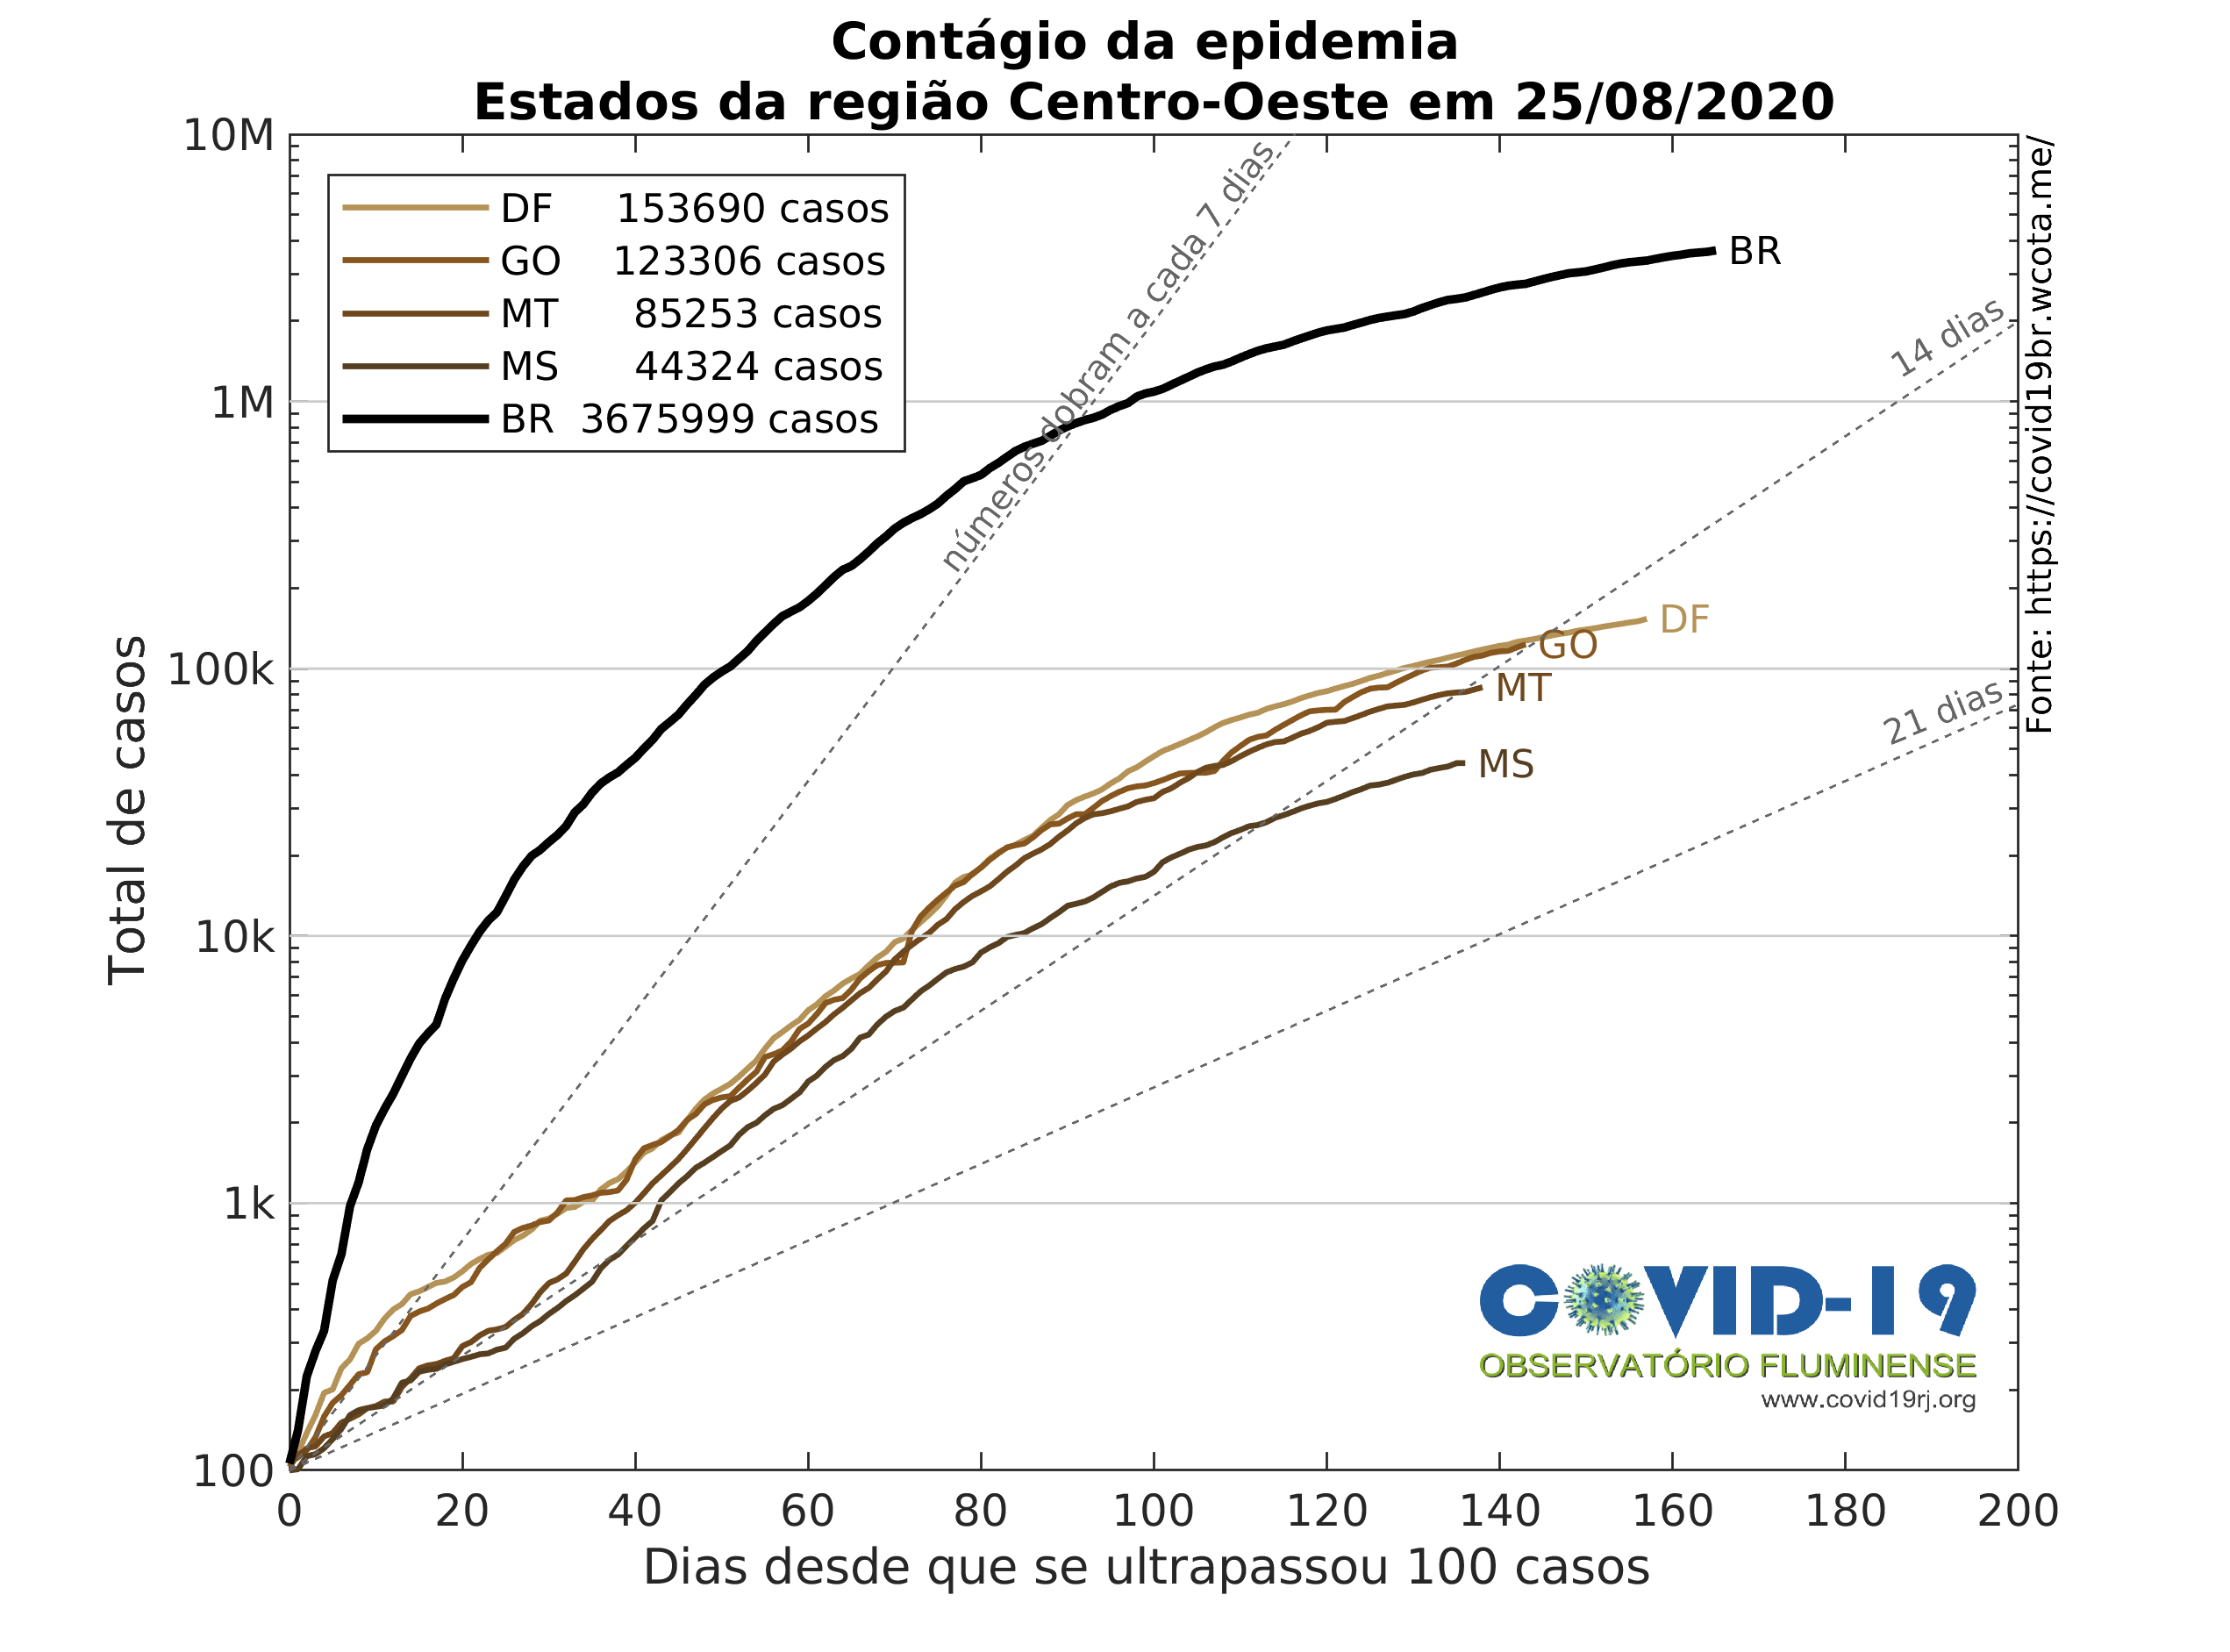 Contágio da epidemia
Estados da região Centro-Oeste em 25/08/2020
10M
1M
100k
10k
1k
100
Total de casos
DF 153690 casos
GO 123306 casos
MT 85253 casos
MS 44324 casos
BR 3675999 casos
números dobram a cada 7 dias
14 dias
21 dias
BR
DF
GO
MT
MS
Fonte: https://covid19br.wcota.me/
COVID-19
OBSERVATÓRIO FLUMINENSE
www.covid19rj.org
0 20 40 60 80 100 120 140 160 180 200
Dias desde que se ultrapassou 100 casos